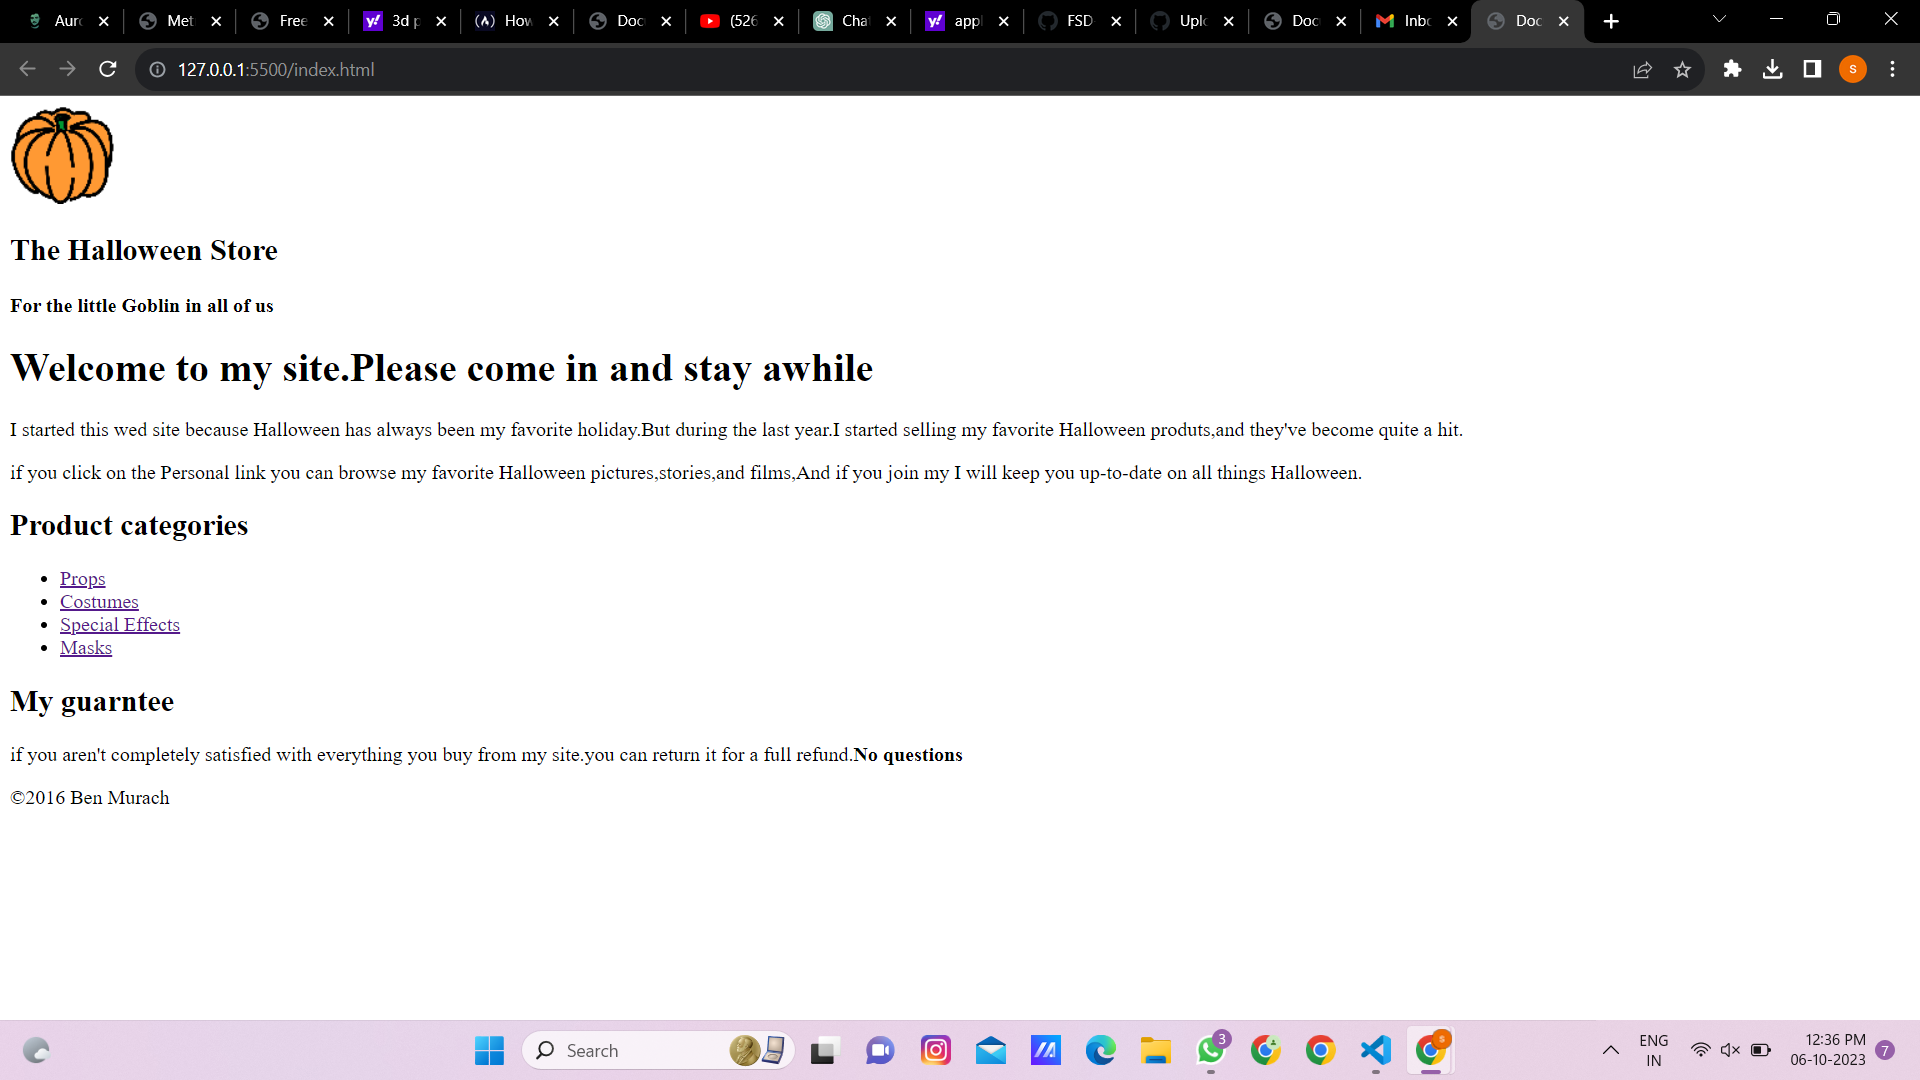 Auro
Met
Free
3d p
How
Doc
(526
Chat
appl
FSD
Uplo
Doc
Inbo
Doc
127.0.0.1:5500/index.html
s
The Halloween Store
For the little Goblin in all of us
Welcome to my site.Please come in and stay awhile
I started this wed site because Halloween has always been my favorite holiday.But during the last year.I started selling my favorite Halloween produts,and they've become quite a hit.
if you click on the Personal link you can browse my favorite Halloween pictures,stories,and films,And if you join my I will keep you up-to-date on all things Halloween.
Product categories
Props
Costumes
Special Effects
Masks
My guarntee
if you aren't completely satisfied with everything you buy from my site.you can return it for a full refund.No questions
©2016 Ben Murach
Search
3
s
ENG
IN
12:36 PM
06-10-2023
7